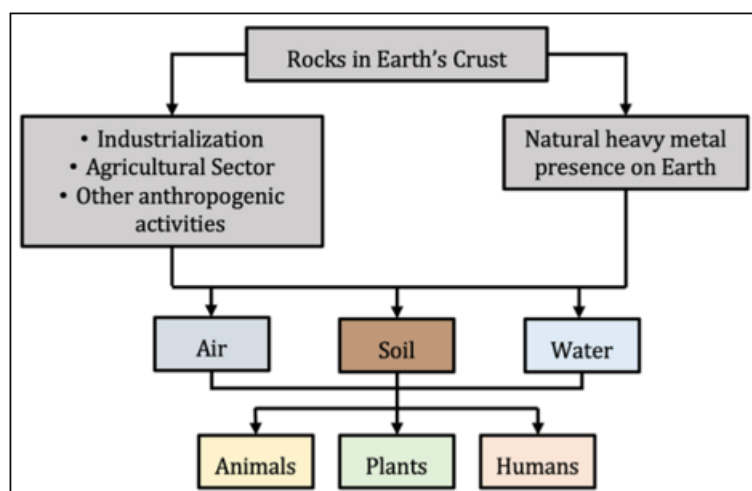 Rocks in Earth's Crust
• Industrialization
• Agricultural Sector
• Other anthropogenic
activities
Natural heavy metal
presence on Earth
Air
Soil
Water
Animals
Plants
Humans